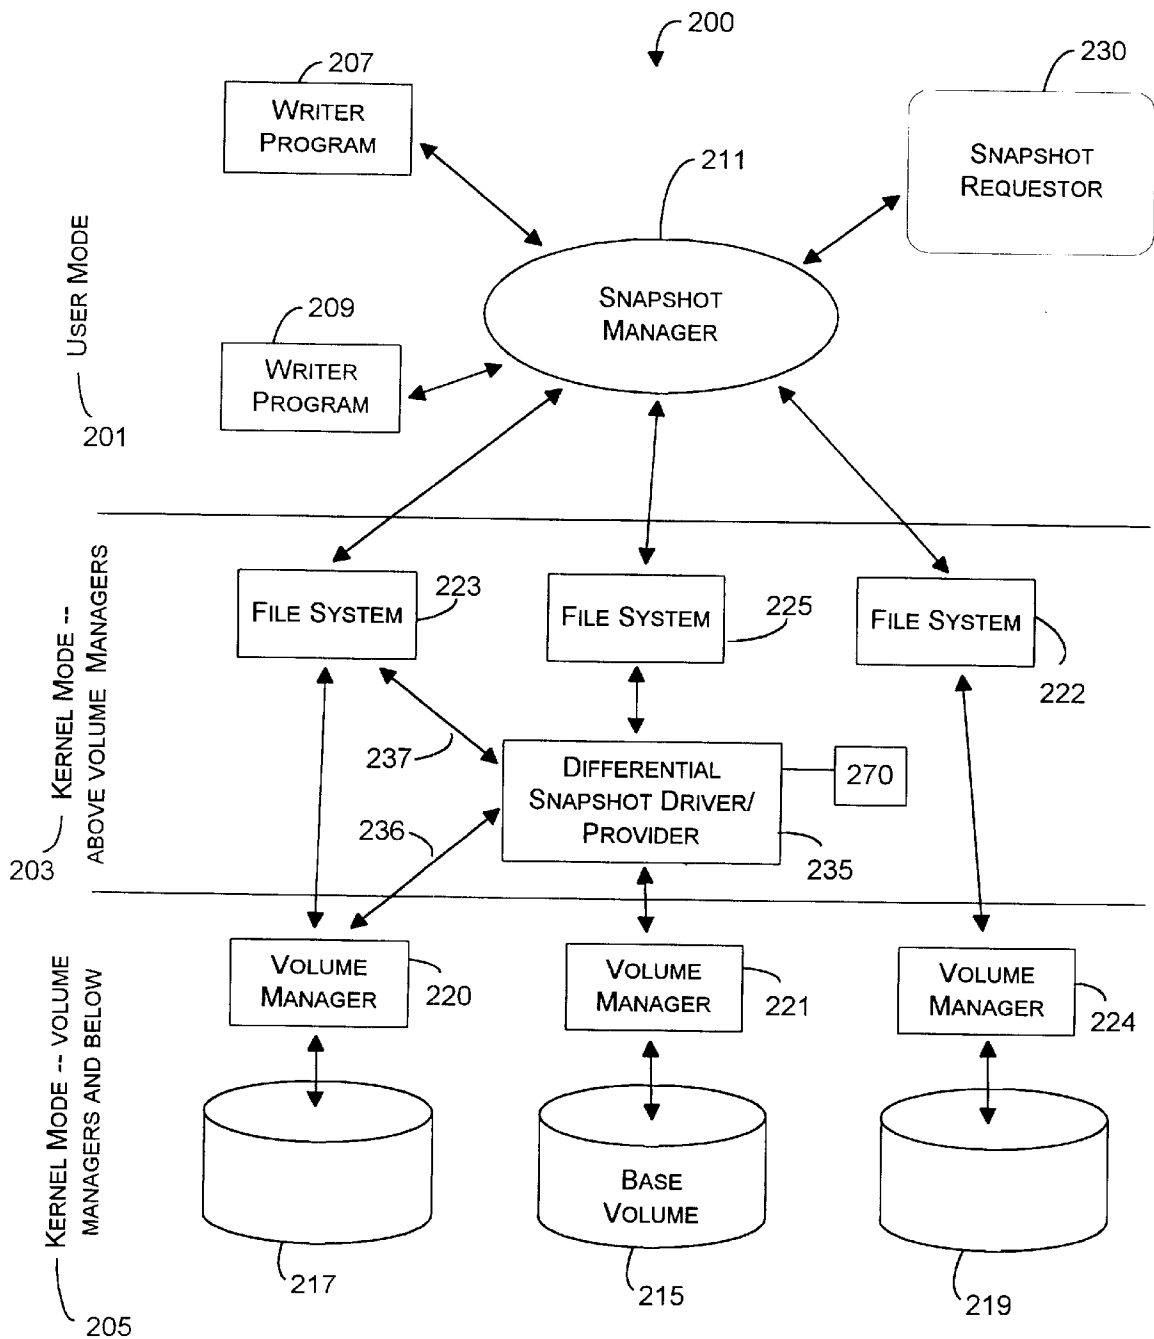 200
207
230
WRITER
PROGRAM
211
SNAPSHOT
REQUESTOR
USER MODE
201
SNAPSHOT
MANAGER
209
WRITER
PROGRAM
KERNEL MODE --
ABOVE VOLUME MANAGERS
203
FILE SYSTEM
223
FILE SYSTEM
225
FILE SYSTEM
222
237
DIFFERENTIAL
SNAPSHOT DRIVER/
PROVIDER
270
236
235
KERNEL MODE -- VOLUME
MANAGERS AND BELOW
205
VOLUME
MANAGER
220
VOLUME
MANAGER
221
VOLUME
MANAGER
224
BASE
VOLUME
217
215
219